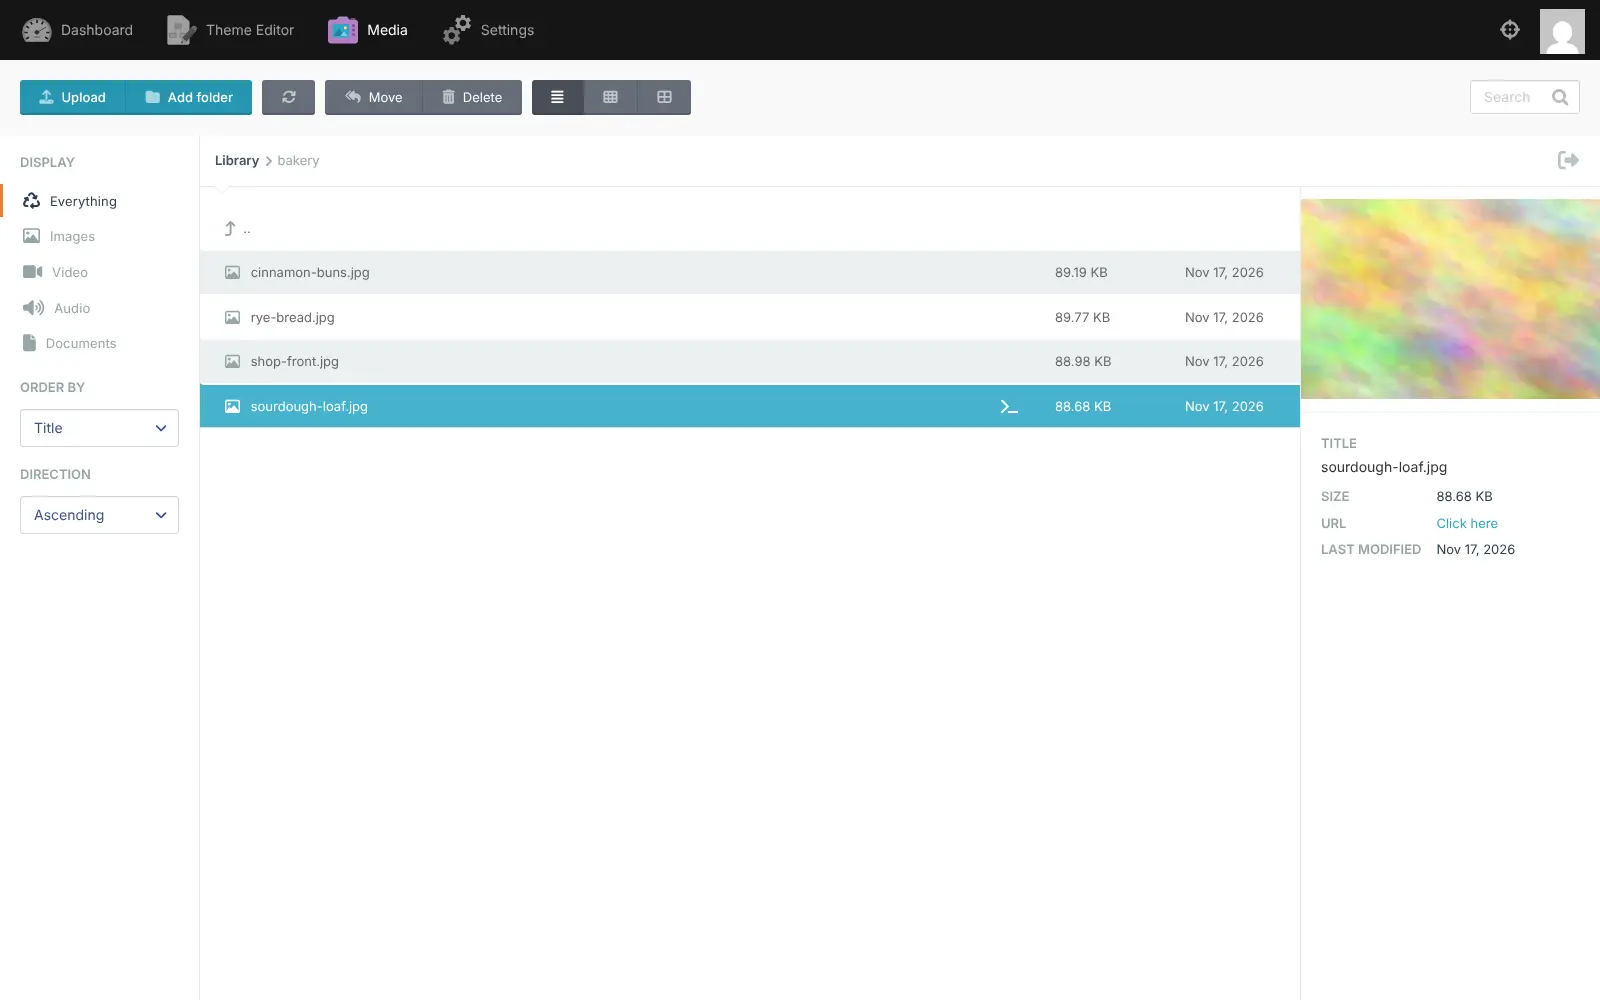 Dashboard
Theme Editor
Media
Settings
Upload
Add folder
Move
Delete
Search
DISPLAY
Everything
Images
Video
Audio
Documents
ORDER BY
Title
DIRECTION
Ascending
Library
bakery
..
cinnamon-buns.jpg 89.19 KB Nov 17, 2026
rye-bread.jpg 89.77 KB Nov 17, 2026
shop-front.jpg 88.98 KB Nov 17, 2026
sourdough-loaf.jpg 88.68 KB Nov 17, 2026
TITLE
sourdough-loaf.jpg
SIZE 88.68 KB
URL Click here
LAST MODIFIED Nov 17, 2026